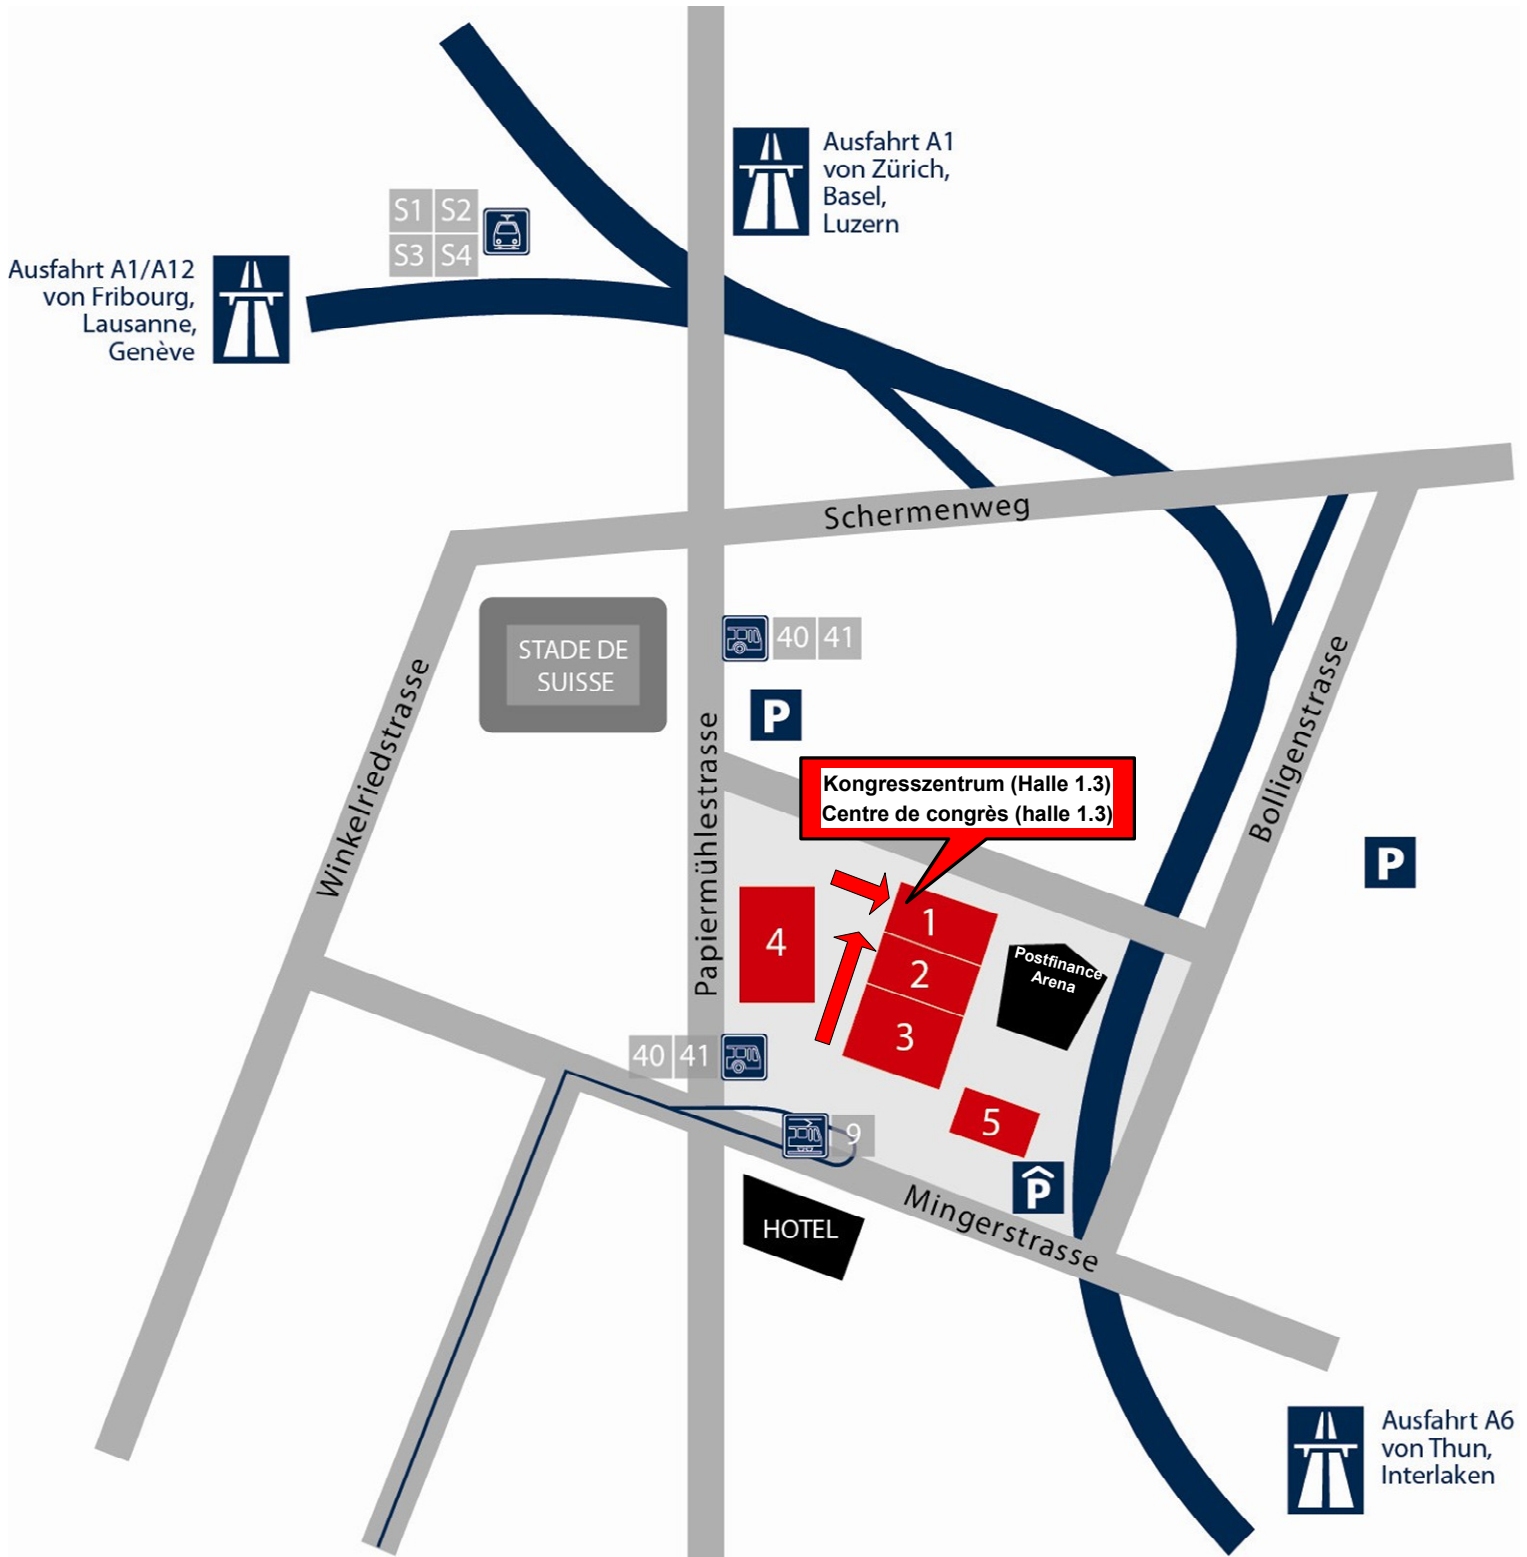 Ausfahrt A1
von Zürich,
Basel,
Luzern
S1 S2
S3 S4
Ausfahrt A1/A12
von Fribourg,
Lausanne,
Genève
Schermenweg
STADE DE
SUISSE
40 41
P
Winkelriedstrasse
Papiermühlestrasse
Bolligenstrasse
Kongresszentrum (Halle 1.3)
Centre de congrès (halle 1.3)
P
1
4
2
Postfinance
Arena
3
40 41
5
9
P
Mingerstrasse
HOTEL
Ausfahrt A6
von Thun,
Interlaken